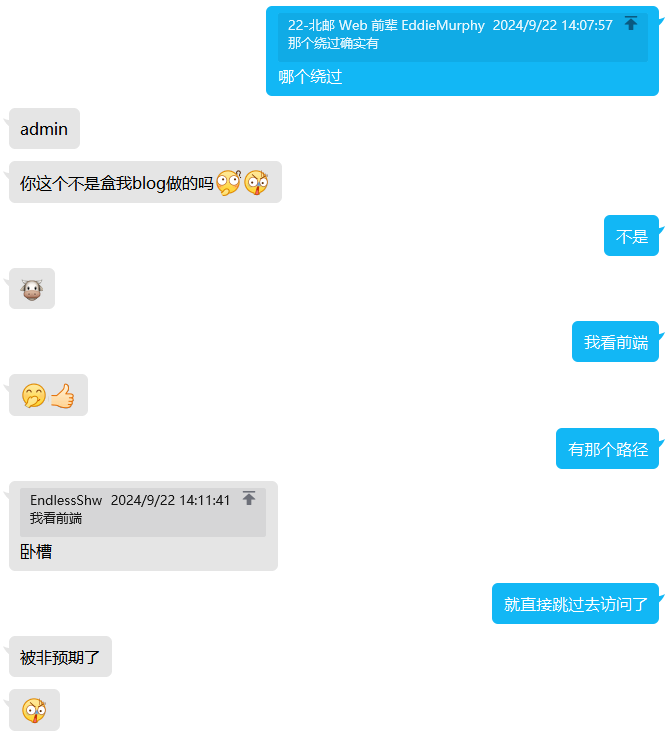 22-北邮 Web 前辈 EddieMurphy 2024/9/22 14:07:57
那个绕过确实有
哪个绕过
admin
你这个不是盒我blog做的吗
不是
我看前端
有那个路径
EndlessShw 2024/9/22 14:11:41
我看前端
卧槽
就直接跳过去访问了
被非预期了